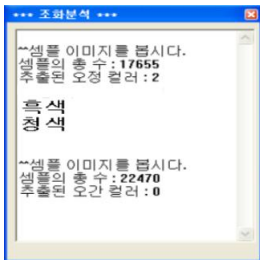 *** 조화분석 ***
^^셈플 이미지를 봅시다.
셈플의 총 수 : 17655
추출된 오정 컬러 : 2
흑색
청색
^^셈플 이미지를 봅시다.
셈플의 총 수 : 22470
추출된 오간 컬러 : 0